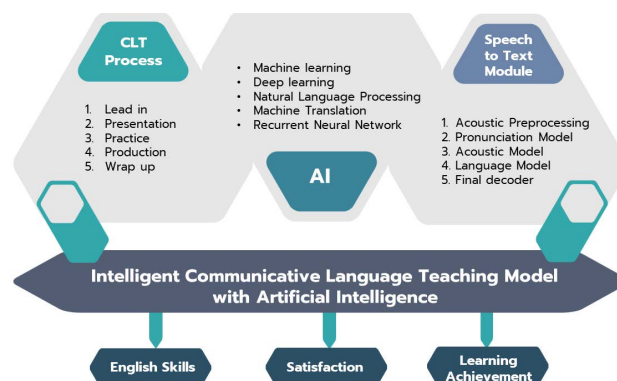 CLT
Process
1. Lead in
2. Presentation
3. Practice
4. Production
5. Wrap up
• Machine learning
• Deep learning
• Natural Language Processing
• Machine Translation
• Recurrent Neural Network
AI
Speech
to Text
Module
1. Acoustic Preprocessing
2. Pronunciation Model
3. Acoustic Model
4. Language Model
5. Final decoder
Intelligent Communicative Language Teaching Model
with Artificial Intelligence
English Skills
Satisfaction
Learning
Achievement